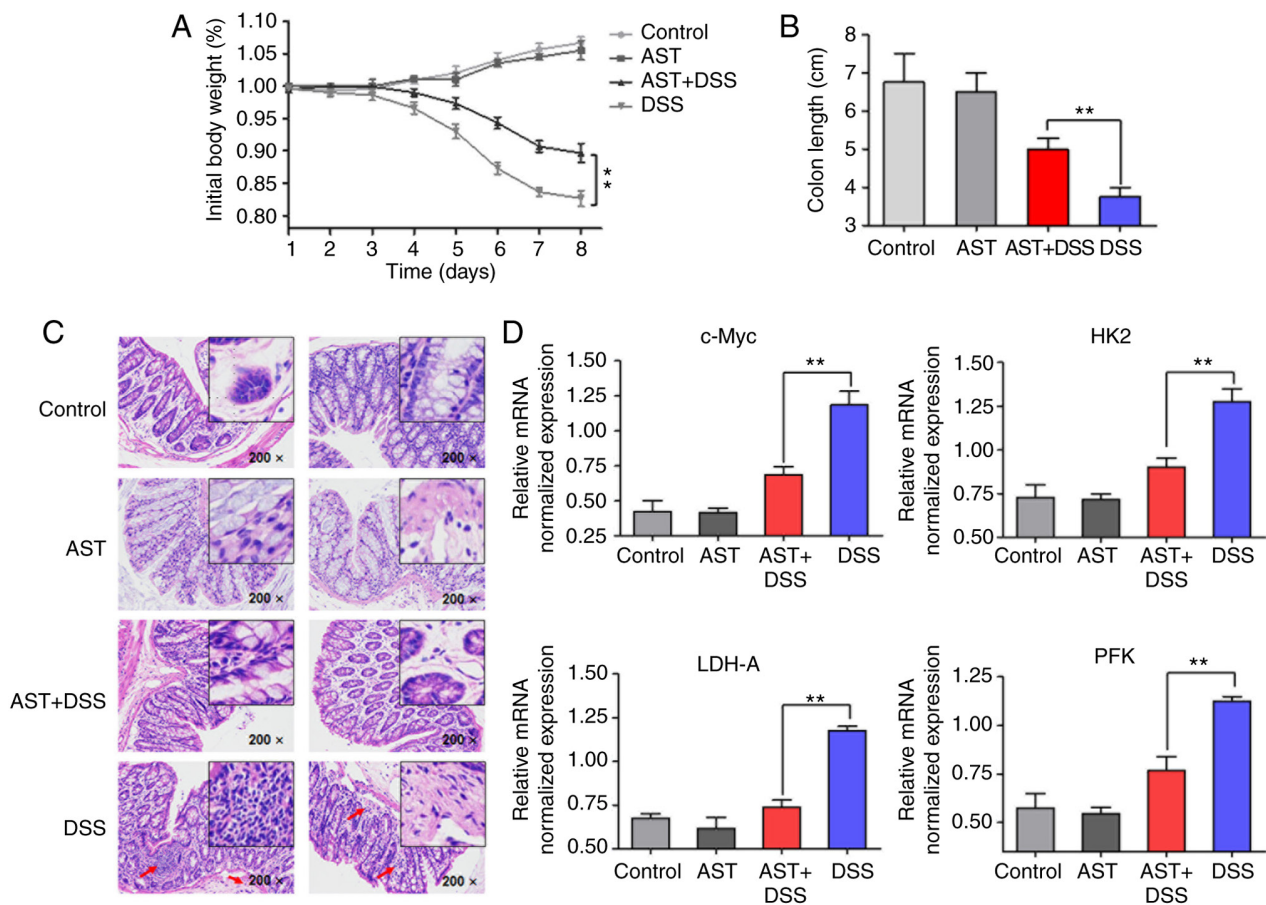 A
Initial body weight (%)
1.10
1.05
1.00
0.95
0.90
0.85
0.80
1 2 3 4 5 6 7 8
Time (days)
Control
AST
AST+DSS
DSS
**
B
Colon length (cm)
8
7
6
5
4
3
**
Control AST AST+DSS DSS
C
Control
200 × 200 ×
AST
200 × 200 ×
AST+DSS
200 × 200 ×
DSS
200 × 200 ×
D
c-Myc
Relative mRNA
normalized expression
1.50
1.25
1.00
0.75
0.50
0.25
**
Control AST AST+ DSS
DSS
HK2
Relative mRNA
normalized expression
1.50
1.25
1.00
0.75
0.50
**
Control AST AST+ DSS
DSS
LDH-A
Relative mRNA
normalized expression
1.50
1.25
1.00
0.75
0.50
**
Control AST AST+ DSS
DSS
PFK
Relative mRNA
normalized expression
1.25
1.00
0.75
0.50
**
Control AST AST+ DSS
DSS